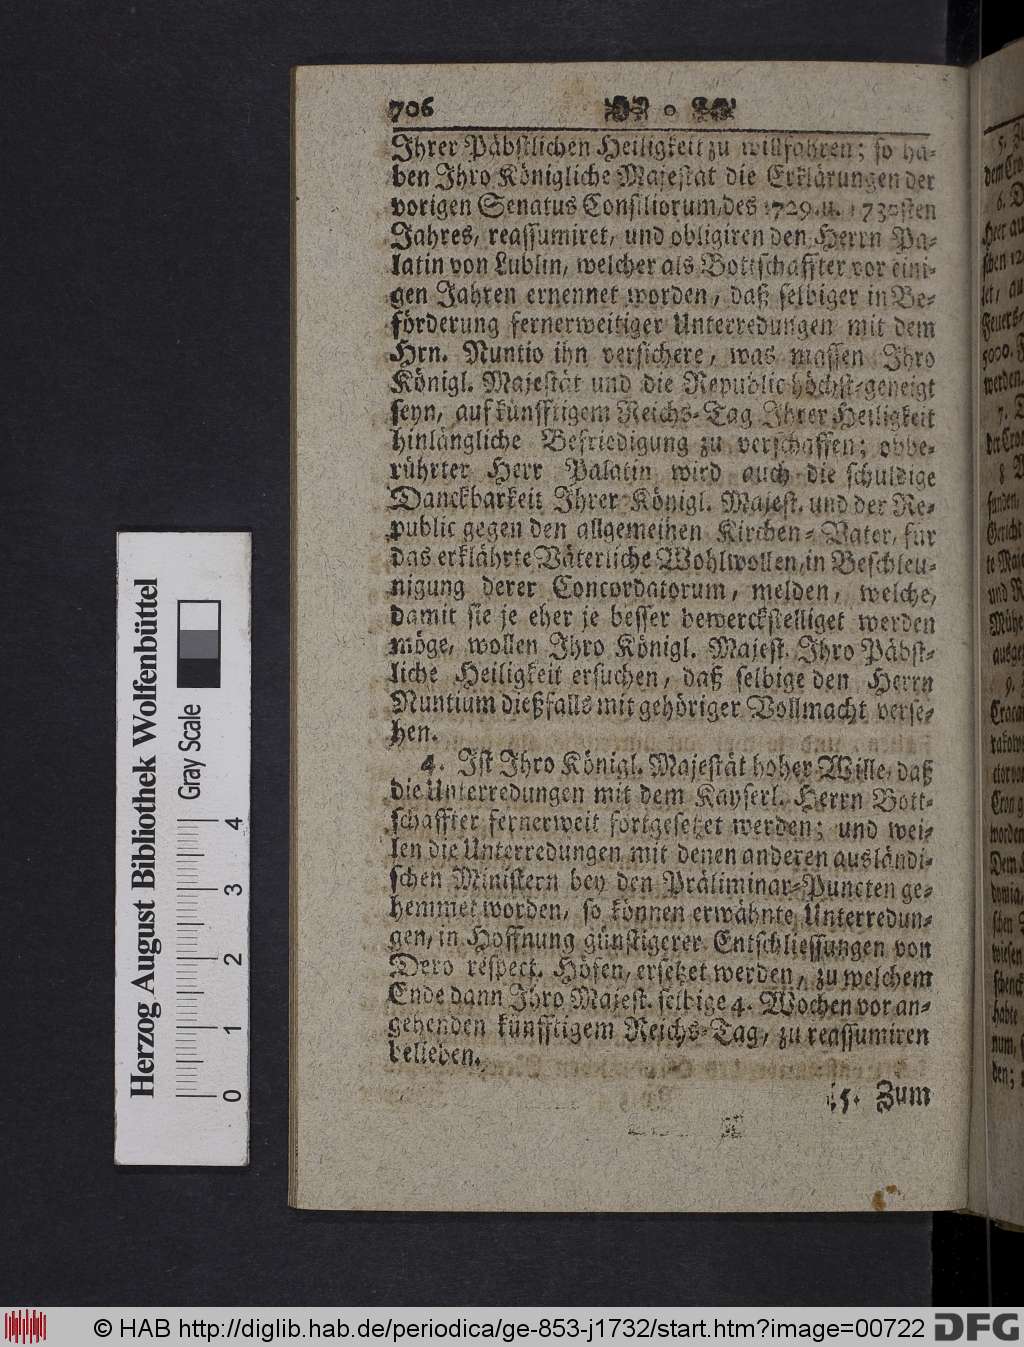 706
Ihrer Päbstlichen Heiligkeit zu willfahren; so ha-
ben Ihro Königliche Majestät die Erklärungen der
vorigen Senatus Consiliorum, des 1729. u. 1730sten
Jahres, reassumiret, und obligiren den Herrn Pa-
latin von Lublin, welcher als Bottschaffter vor eini-
gen Jahren ernennet worden, daß selbiger in Be-
förderung fernerweitiger Unterredungen mit dem
Hrn. Nuntio ihn versichere, was massen Ihro
Königl. Majestät und die Republic höchst-geneigt
seyn, auf künfftigem Reichs-Tag Ihrer Heiligkeit
hinlängliche Befriedigung zu verschaffen; obbe-
rührter Herr Palatin wird auch die schuldige
Danckbarkeit Ihrer Königl. Majest. und der Re-
public gegen den allgemeinen Kirchen-Vater, für
das erklährte Väterliche Wohlwollen, in Beschleu-
nigung derer Concordatorum, melden, welche,
damit sie je eher je besser bewerckstelliget werden
möge, wollen Ihro Königl. Majest. Ihro Päbst-
liche Heiligkeit ersuchen, daß selbige den Herrn
Nuntium dießfalls mit gehöriger Vollmacht verse-
hen.
4. Ist Ihro Königl. Majestät hoher Wille, daß
die Unterredungen mit dem Kayserl. Herrn Bott-
schaffter fernerweit fortgesetzet werden; und wei-
len die Unterredungen mit denen anderen ausländi-
schen Ministern bey den Präliminar-Puncten ge-
hemmet worden, so können erwähnte Unterredun-
gen, in Hoffnung günstigerer Entschliessungen von
Dero respect. Höfen, ersetzet werden, zu welchem
Ende dann Ihro Majest. selbige 4. Wochen vor an-
gehenden künfftigem Reichs-Tag, zu reassumiren
belieben.
5. Zum
Herzog August Bibliothek Wolfenbüttel
Gray Scale
0 1 2 3 4
© HAB http://diglib.hab.de/periodica/ge-853-j1732/start.htm?image=00722
DFG